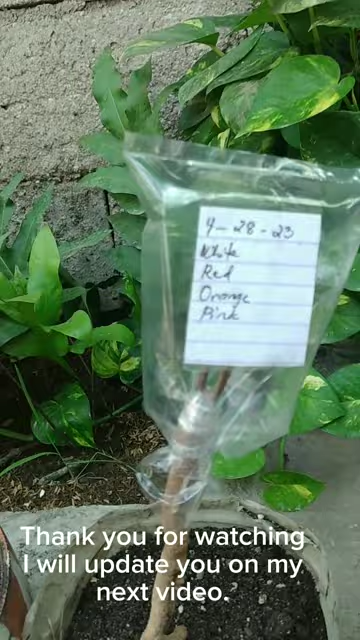 4-28-23
White
Red
Orange
Pink
Thank you for watching
I will update you on my
next video.